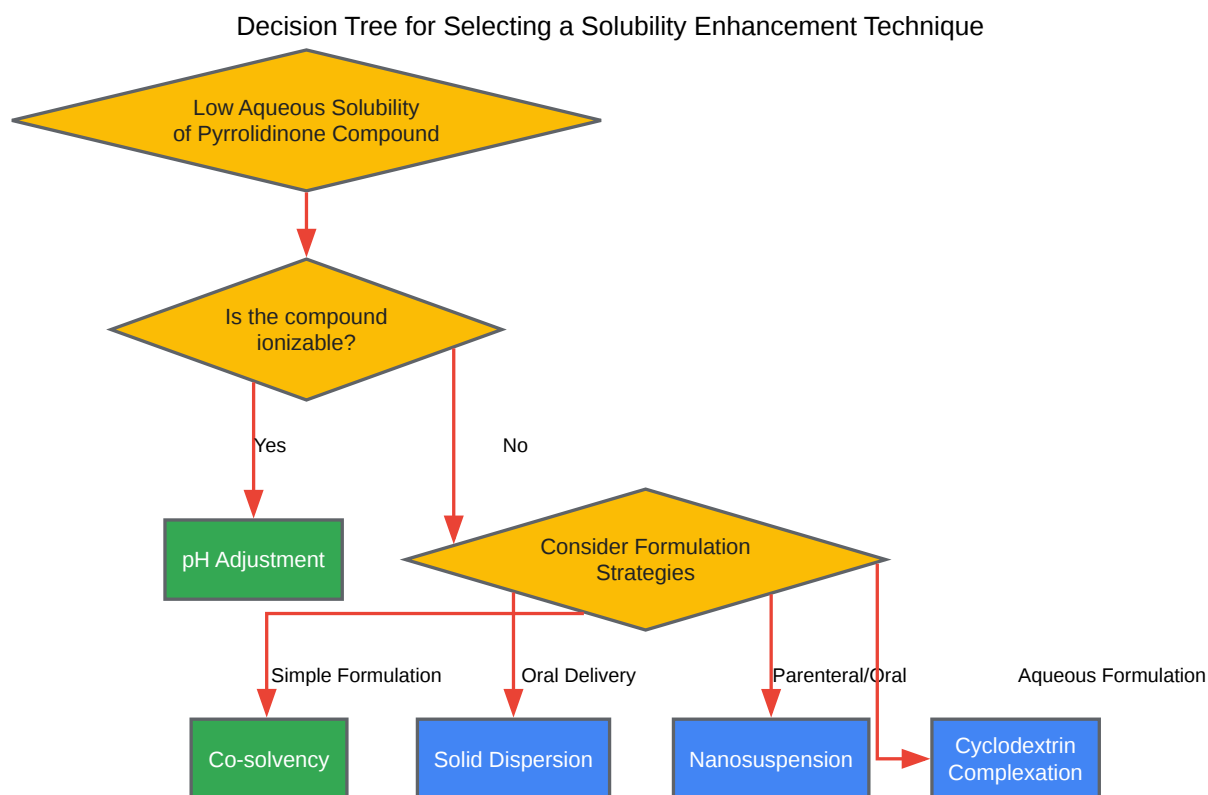 Decision Tree for Selecting a Solubility Enhancement Technique
Low Aqueous Solubility
of Pyrrolidinone Compound
Is the compound
ionizable?
Yes
No
pH Adjustment
Consider Formulation
Strategies
Simple Formulation
Oral Delivery
Parenteral/Oral
Aqueous Formulation
Co-solvency
Solid Dispersion
Nanosuspension
Cyclodextrin
Complexation